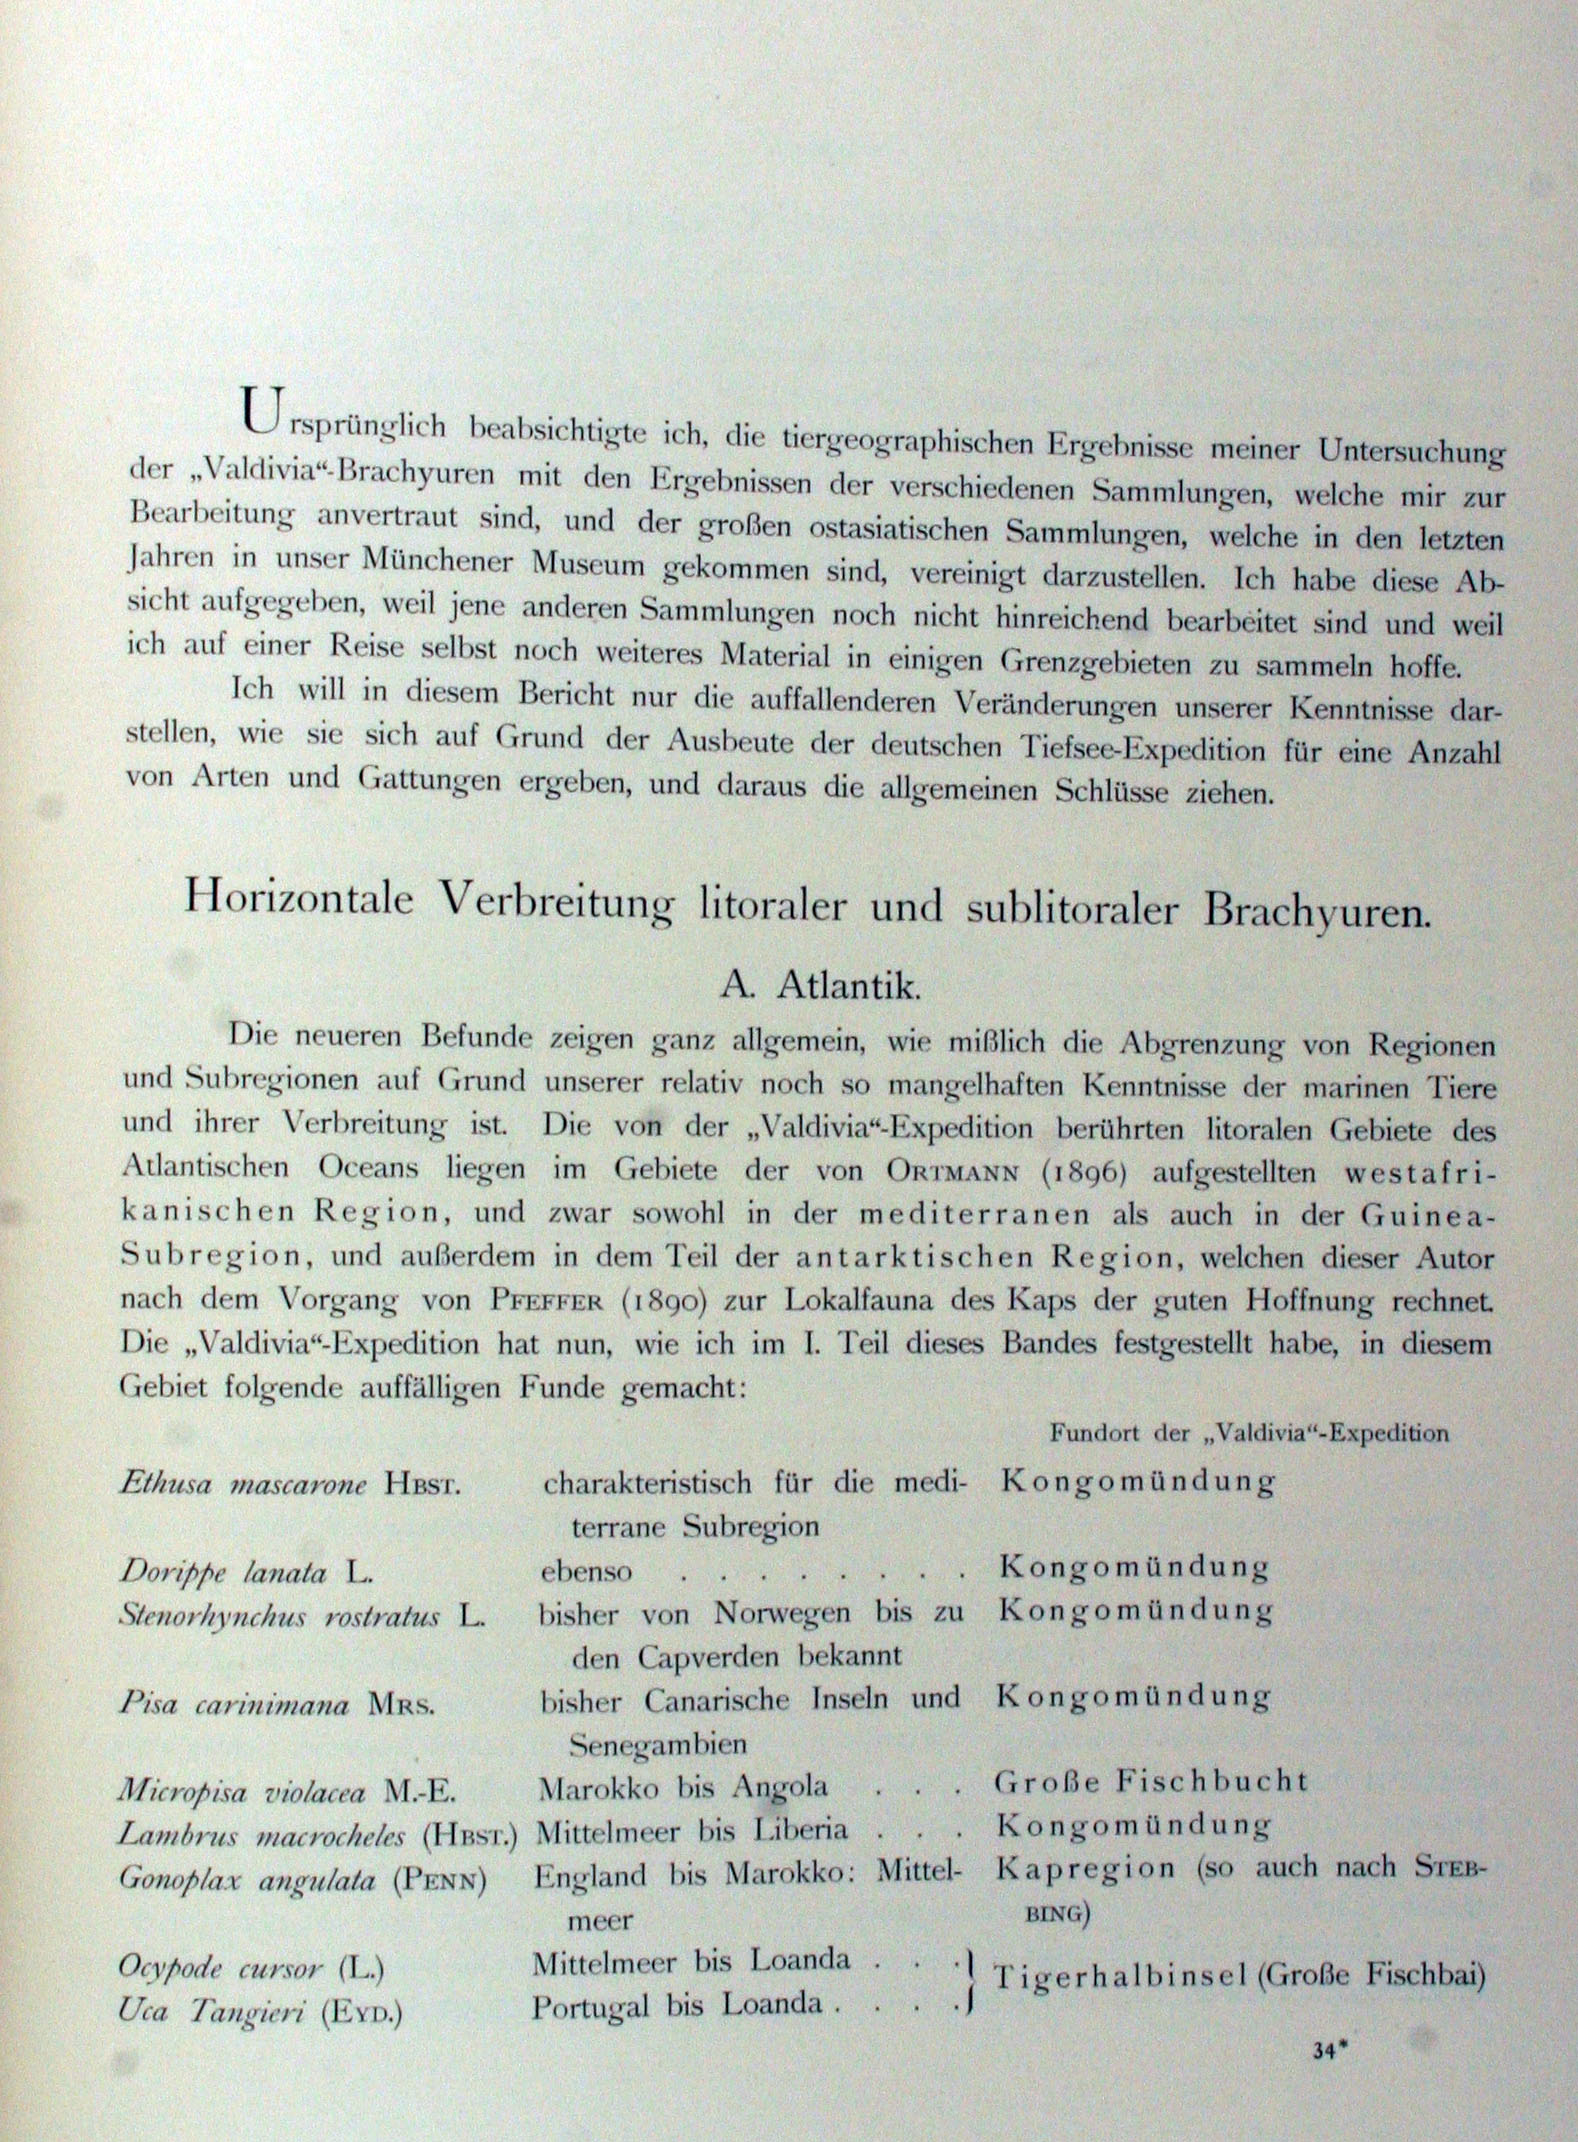 Ursprünglich beabsichtigte ich, die tiergeographischen Ergebnisse meiner Untersuchung
der „Valdivia“-Brachyuren mit den Ergebnissen der verschiedenen Sammlungen, welche mir zur
Bearbeitung anvertraut sind, und der großen ostasiatischen Sammlungen, welche in den letzten
Jahren in unser Münchener Museum gekommen sind, vereinigt darzustellen. Ich habe diese Ab-
sicht aufgegeben, weil jene anderen Sammlungen noch nicht hinreichend bearbeitet sind und weil
ich auf einer Reise selbst noch weiteres Material in einigen Grenzgebieten zu sammeln hoffe.
Ich will in diesem Bericht nur die auffallenderen Veränderungen unserer Kenntnisse dar-
stellen, wie sie sich auf Grund der Ausbeute der deutschen Tiefsee-Expedition für eine Anzahl
von Arten und Gattungen ergeben, und daraus die allgemeinen Schlüsse ziehen.
Horizontale Verbreitung litoraler und sublitoraler Brachyuren.
A. Atlantik.
Die neueren Befunde zeigen ganz allgemein, wie mißlich die Abgrenzung von Regionen
und Subregionen auf Grund unserer relativ noch so mangelhaften Kenntnisse der marinen Tiere
und ihrer Verbreitung ist. Die von der „Valdivia“-Expedition berührten litoralen Gebiete des
Atlantischen Oceans liegen im Gebiete der von ORTMANN (1896) aufgestellten westafri-
kanischen Region, und zwar sowohl in der mediterranen als auch in der Guinea-
Subregion, und außerdem in dem Teil der antarktischen Region, welchen dieser Autor
nach dem Vorgang von PFEFFER (1890) zur Lokalfauna des Kaps der guten Hoffnung rechnet.
Die „Valdivia“-Expedition hat nun, wie ich im I. Teil dieses Bandes festgestellt habe, in diesem
Gebiet folgende auffälligen Funde gemacht:
Fundort der „Valdivia“-Expedition
Ethusa mascarone HBST. charakteristisch für die medi- Kongomündung
terrane Subregion
Dorippe lanata L. ebenso . . . . . . . . Kongomündung
Stenorhynchus rostratus L. bisher von Norwegen bis zu Kongomündung
den Capverden bekannt
Pisa carinimana MRS. bisher Canarische Inseln und Kongomündung
Senegambien
Micropisa violacea M.-E. Marokko bis Angola . . . Große Fischbucht
Lambrus macrocheles (HBST.) Mittelmeer bis Liberia . . . Kongomündung
Gonoplax angulata (PENN) England bis Marokko: Mittel- Kapregion (so auch nach STEB-
meer BING)
Ocypode cursor (L.) Mittelmeer bis Loanda . . . } Tigerhalbinsel (Große Fischbai)
Uca Tangieri (EYD.) Portugal bis Loanda . . . .
34*